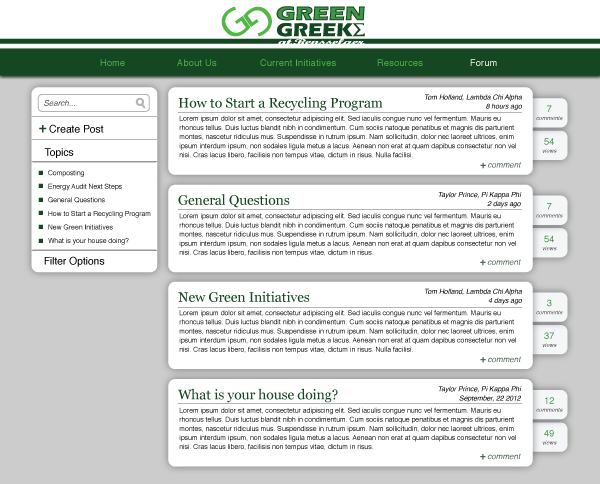 GREEN
GREEKΣ
at Rensselaer
Home About Us Current Initiatives Resources Forum
Search...
+ Create Post
Topics
Composting
Energy Audit Next Steps
General Questions
How to Start a Recycling Program
New Green Initiatives
What is your house doing?
Filter Options
How to Start a Recycling Program
Tom Holland, Lambda Chi Alpha
8 hours ago
Lorem ipsum dolor sit amet, consectetur adipiscing elit. Sed iaculis congue nunc vel fermentum. Mauris eu
rhoncus tellus. Duis luctus blandit nibh in condimentum. Cum sociis natoque penatibus et magnis dis parturient
montes, nascetur ridiculus mus. Suspendisse in rutrum ipsum. Nam sollicitudin, dolor nec laoreet ultrices, enim
ipsum interdum ipsum, non sodales ligula metus a lacus. Aenean non erat at quam dapibus consectetur non vel
nisi. Cras lacus libero, facilisis non tempus vitae, dictum in risus. Nulla facilisi.
+ comment
7
comments
54
views
General Questions
Taylor Prince, Pi Kappa Phi
2 days ago
Lorem ipsum dolor sit amet, consectetur adipiscing elit. Sed iaculis congue nunc vel fermentum. Mauris eu
rhoncus tellus. Duis luctus blandit nibh in condimentum. Cum sociis natoque penatibus et magnis dis parturient
montes, nascetur ridiculus mus. Suspendisse in rutrum ipsum. Nam sollicitudin, dolor nec laoreet ultrices, enim
ipsum interdum ipsum, non sodales ligula metus a lacus. Aenean non erat at quam dapibus consectetur non vel
nisi. Cras lacus libero, facilisis non tempus vitae, dictum in risus. Nulla facilisi.
+ comment
7
comments
54
views
New Green Initiatives
Tom Holland, Lambda Chi Alpha
4 days ago
Lorem ipsum dolor sit amet, consectetur adipiscing elit. Sed iaculis congue nunc vel fermentum. Mauris eu
rhoncus tellus. Duis luctus blandit nibh in condimentum. Cum sociis natoque penatibus et magnis dis parturient
montes, nascetur ridiculus mus. Suspendisse in rutrum ipsum. Nam sollicitudin, dolor nec laoreet ultrices, enim
ipsum interdum ipsum, non sodales ligula metus a lacus. Aenean non erat at quam dapibus consectetur non vel
nisi. Cras lacus libero, facilisis non tempus vitae, dictum in risus. Nulla facilisi.
+ comment
3
comments
37
views
What is your house doing?
Taylor Prince, Pi Kappa Phi
September, 22 2012
Lorem ipsum dolor sit amet, consectetur adipiscing elit. Sed iaculis congue nunc vel fermentum. Mauris eu
rhoncus tellus. Duis luctus blandit nibh in condimentum. Cum sociis natoque penatibus et magnis dis parturient
montes, nascetur ridiculus mus. Suspendisse in rutrum ipsum. Nam sollicitudin, dolor nec laoreet ultrices, enim
ipsum interdum ipsum, non sodales ligula metus a lacus. Aenean non erat at quam dapibus consectetur non vel
nisi. Cras lacus libero, facilisis non tempus vitae, dictum in risus. Nulla facilisi.
+ comment
12
comments
49
views